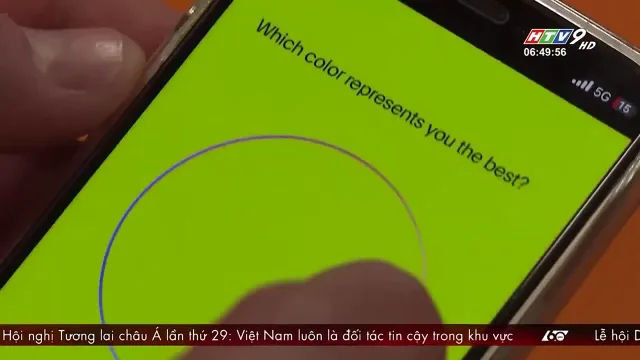 HTV9 HD
06:49:56
5G 15
Which color represents you the best?
Hội nghị Tương lai châu Á lần thứ 29: Việt Nam luôn là đối tác tin cậy trong khu vực
60
Lễ hội D